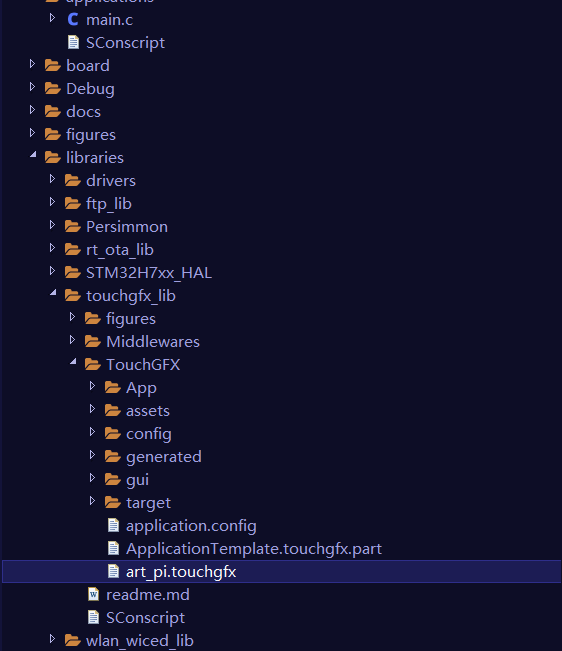 applications
main.c
SConscript
board
Debug
docs
figures
libraries
drivers
ftp_lib
Persimmon
rt_ota_lib
STM32H7xx_HAL
touchgfx_lib
figures
Middlewares
TouchGFX
App
assets
config
generated
gui
target
application.config
ApplicationTemplate.touchgfx.part
art_pi.touchgfx
readme.md
SConscript
wlan_wiced_lib